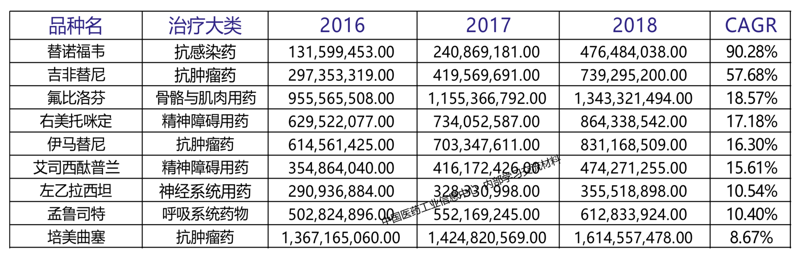 品种名 治疗大类 2016 2017 2018 CAGR
替诺福韦 抗感染药 131,599,453.00 240,869,181.00 476,484,038.00 90.28%
吉非替尼 抗肿瘤药 297,353,319.00 419,569,691.00 739,295,200.00 57.68%
氟比洛芬 骨骼与肌肉用药 955,565,508.00 1,155,366,792.00 1,343,321,494.00 18.57%
右美托咪定 精神障碍用药 629,522,077.00 734,052,587.00 864,338,542.00 17.18%
伊马替尼 抗肿瘤药 614,561,425.00 703,347,611.00 831,168,509.00 16.30%
艾司西酞普兰 精神障碍用药 354,864,040.00 416,172,426.00 474,271,255.00 15.61%
左乙拉西坦 神经系统用药 290,936,884.00 328,330,998.00 355,518,898.00 10.54%
孟鲁司特 呼吸系统药物 502,824,896.00 552,169,245.00 612,833,924.00 10.40%
培美曲塞 抗肿瘤药 1,367,165,060.00 1,424,820,569.00 1,614,557,478.00 8.67%
中国医药工业信息中心 内部学习交流材料